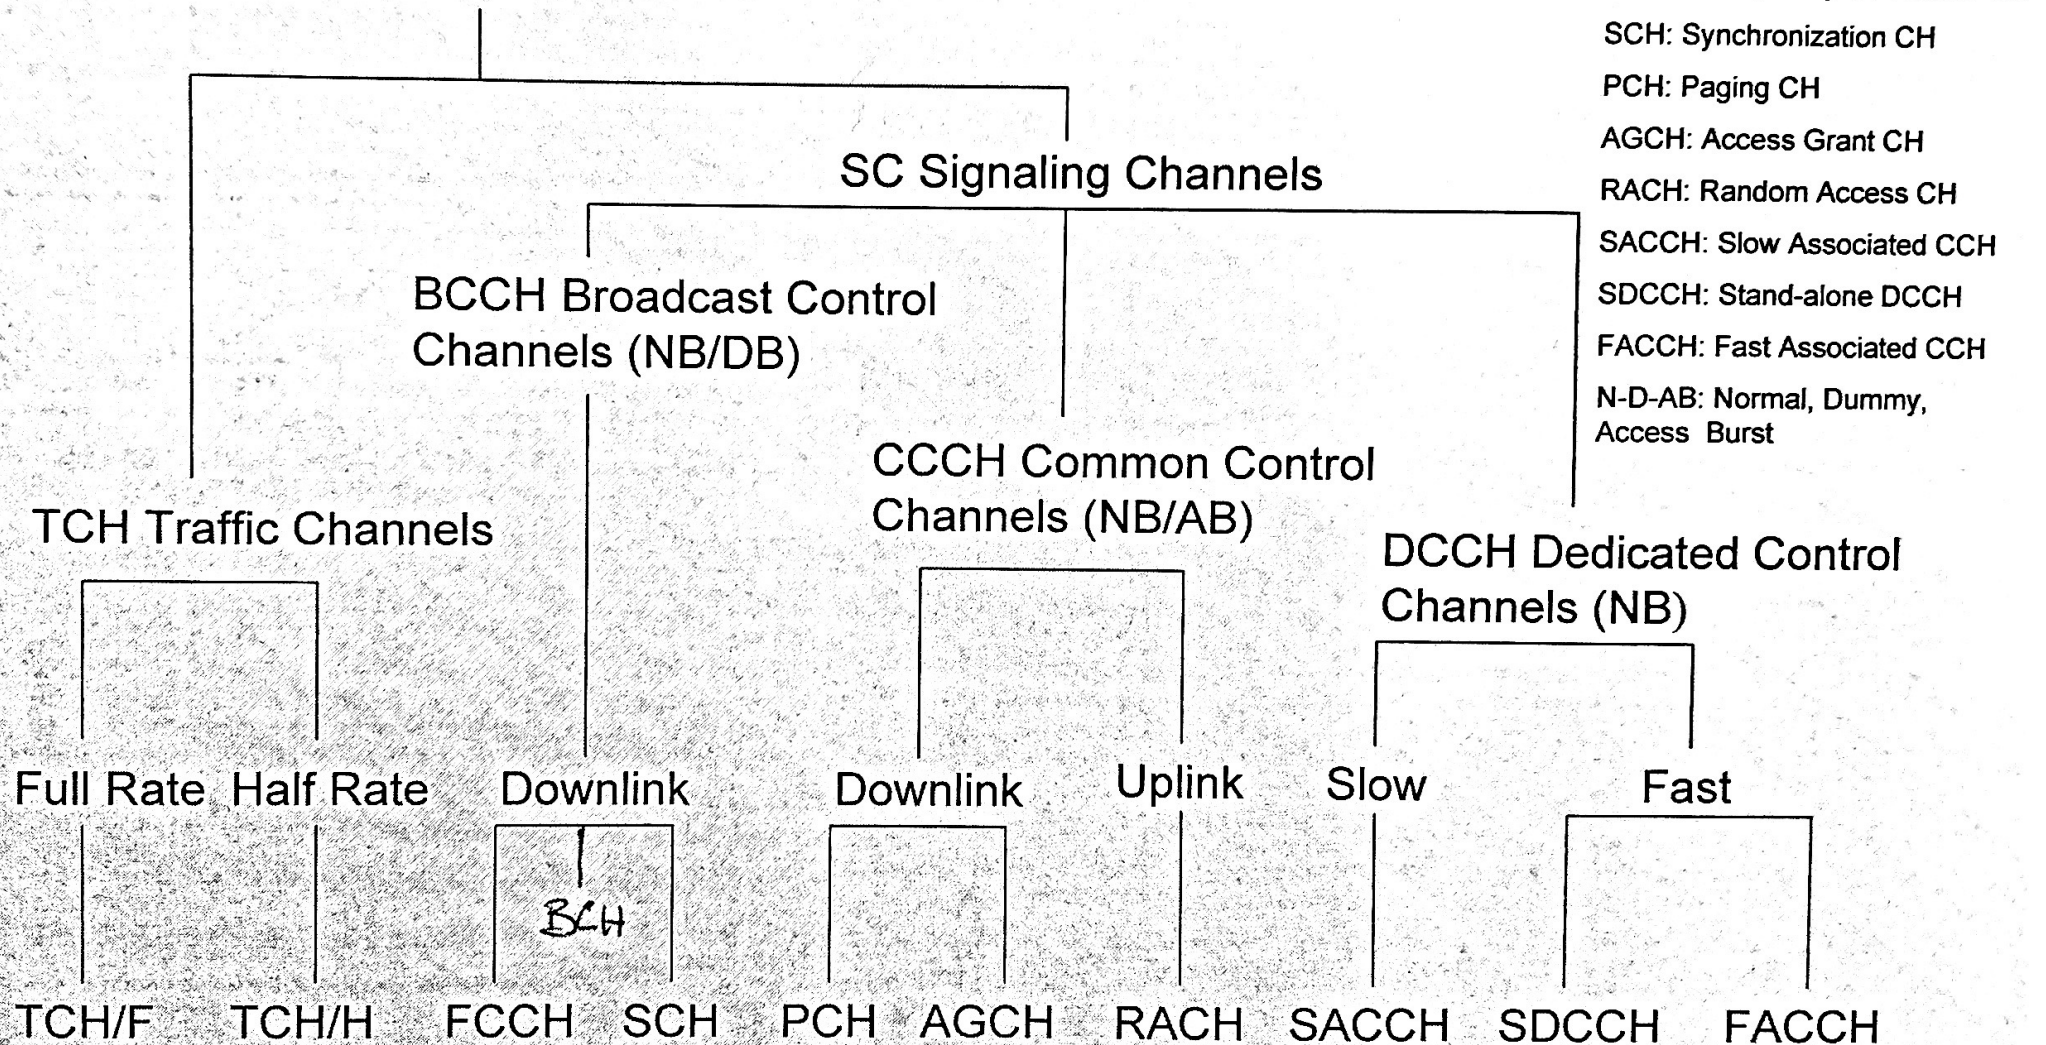 SCH: Synchronization CH
PCH: Paging CH
AGCH: Access Grant CH
RACH: Random Access CH
SACCH: Slow Associated CCH
SDCCH: Stand-alone DCCH
FACCH: Fast Associated CCH
N-D-AB: Normal, Dummy,
Access Burst
SC Signaling Channels
BCCH Broadcast Control
Channels (NB/DB)
CCCH Common Control
Channels (NB/AB)
TCH Traffic Channels
DCCH Dedicated Control
Channels (NB)
Full Rate
Half Rate
Downlink
Downlink
Uplink
Slow
Fast
BCH
TCH/F
TCH/H
FCCH
SCH
PCH
AGCH
RACH
SACCH
SDCCH
FACCH